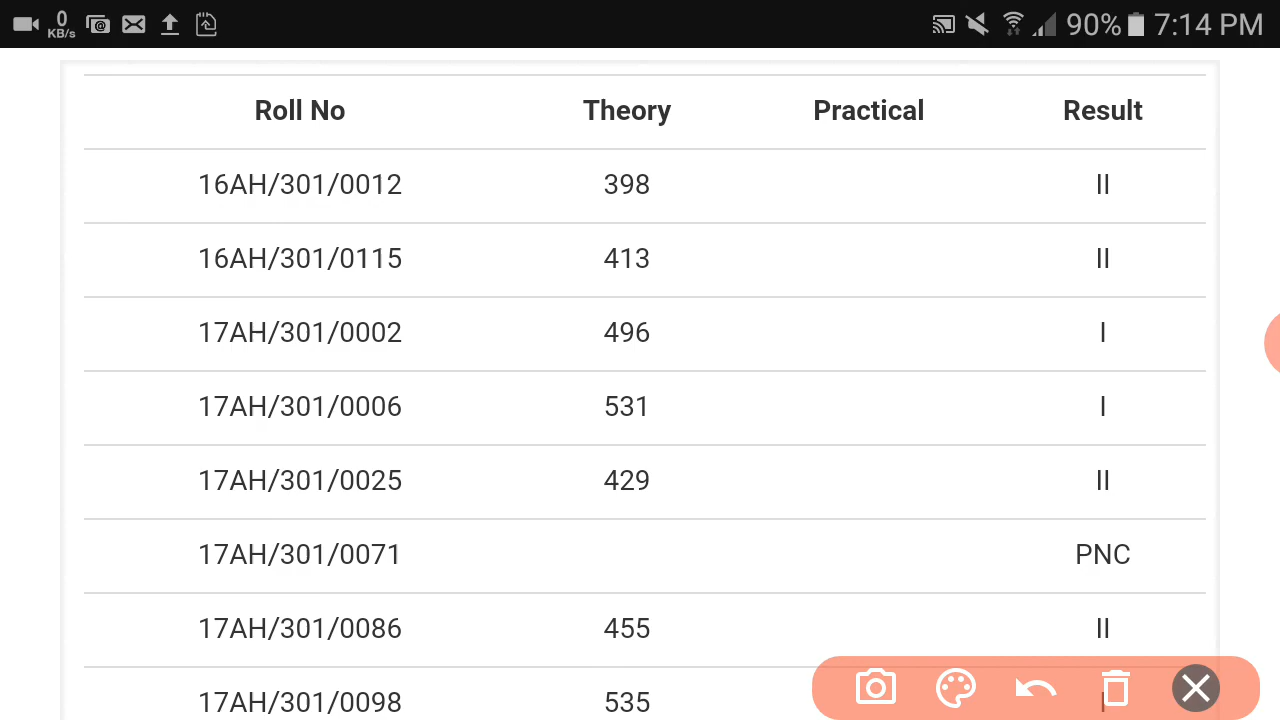 0 KB/s 90% 7:14 PM
Roll No Theory Practical Result
16AH/301/0012 398 II
16AH/301/0115 413 II
17AH/301/0002 496 I
17AH/301/0006 531 I
17AH/301/0025 429 II
17AH/301/0071 PNC
17AH/301/0086 455 II
17AH/301/0098 535 I